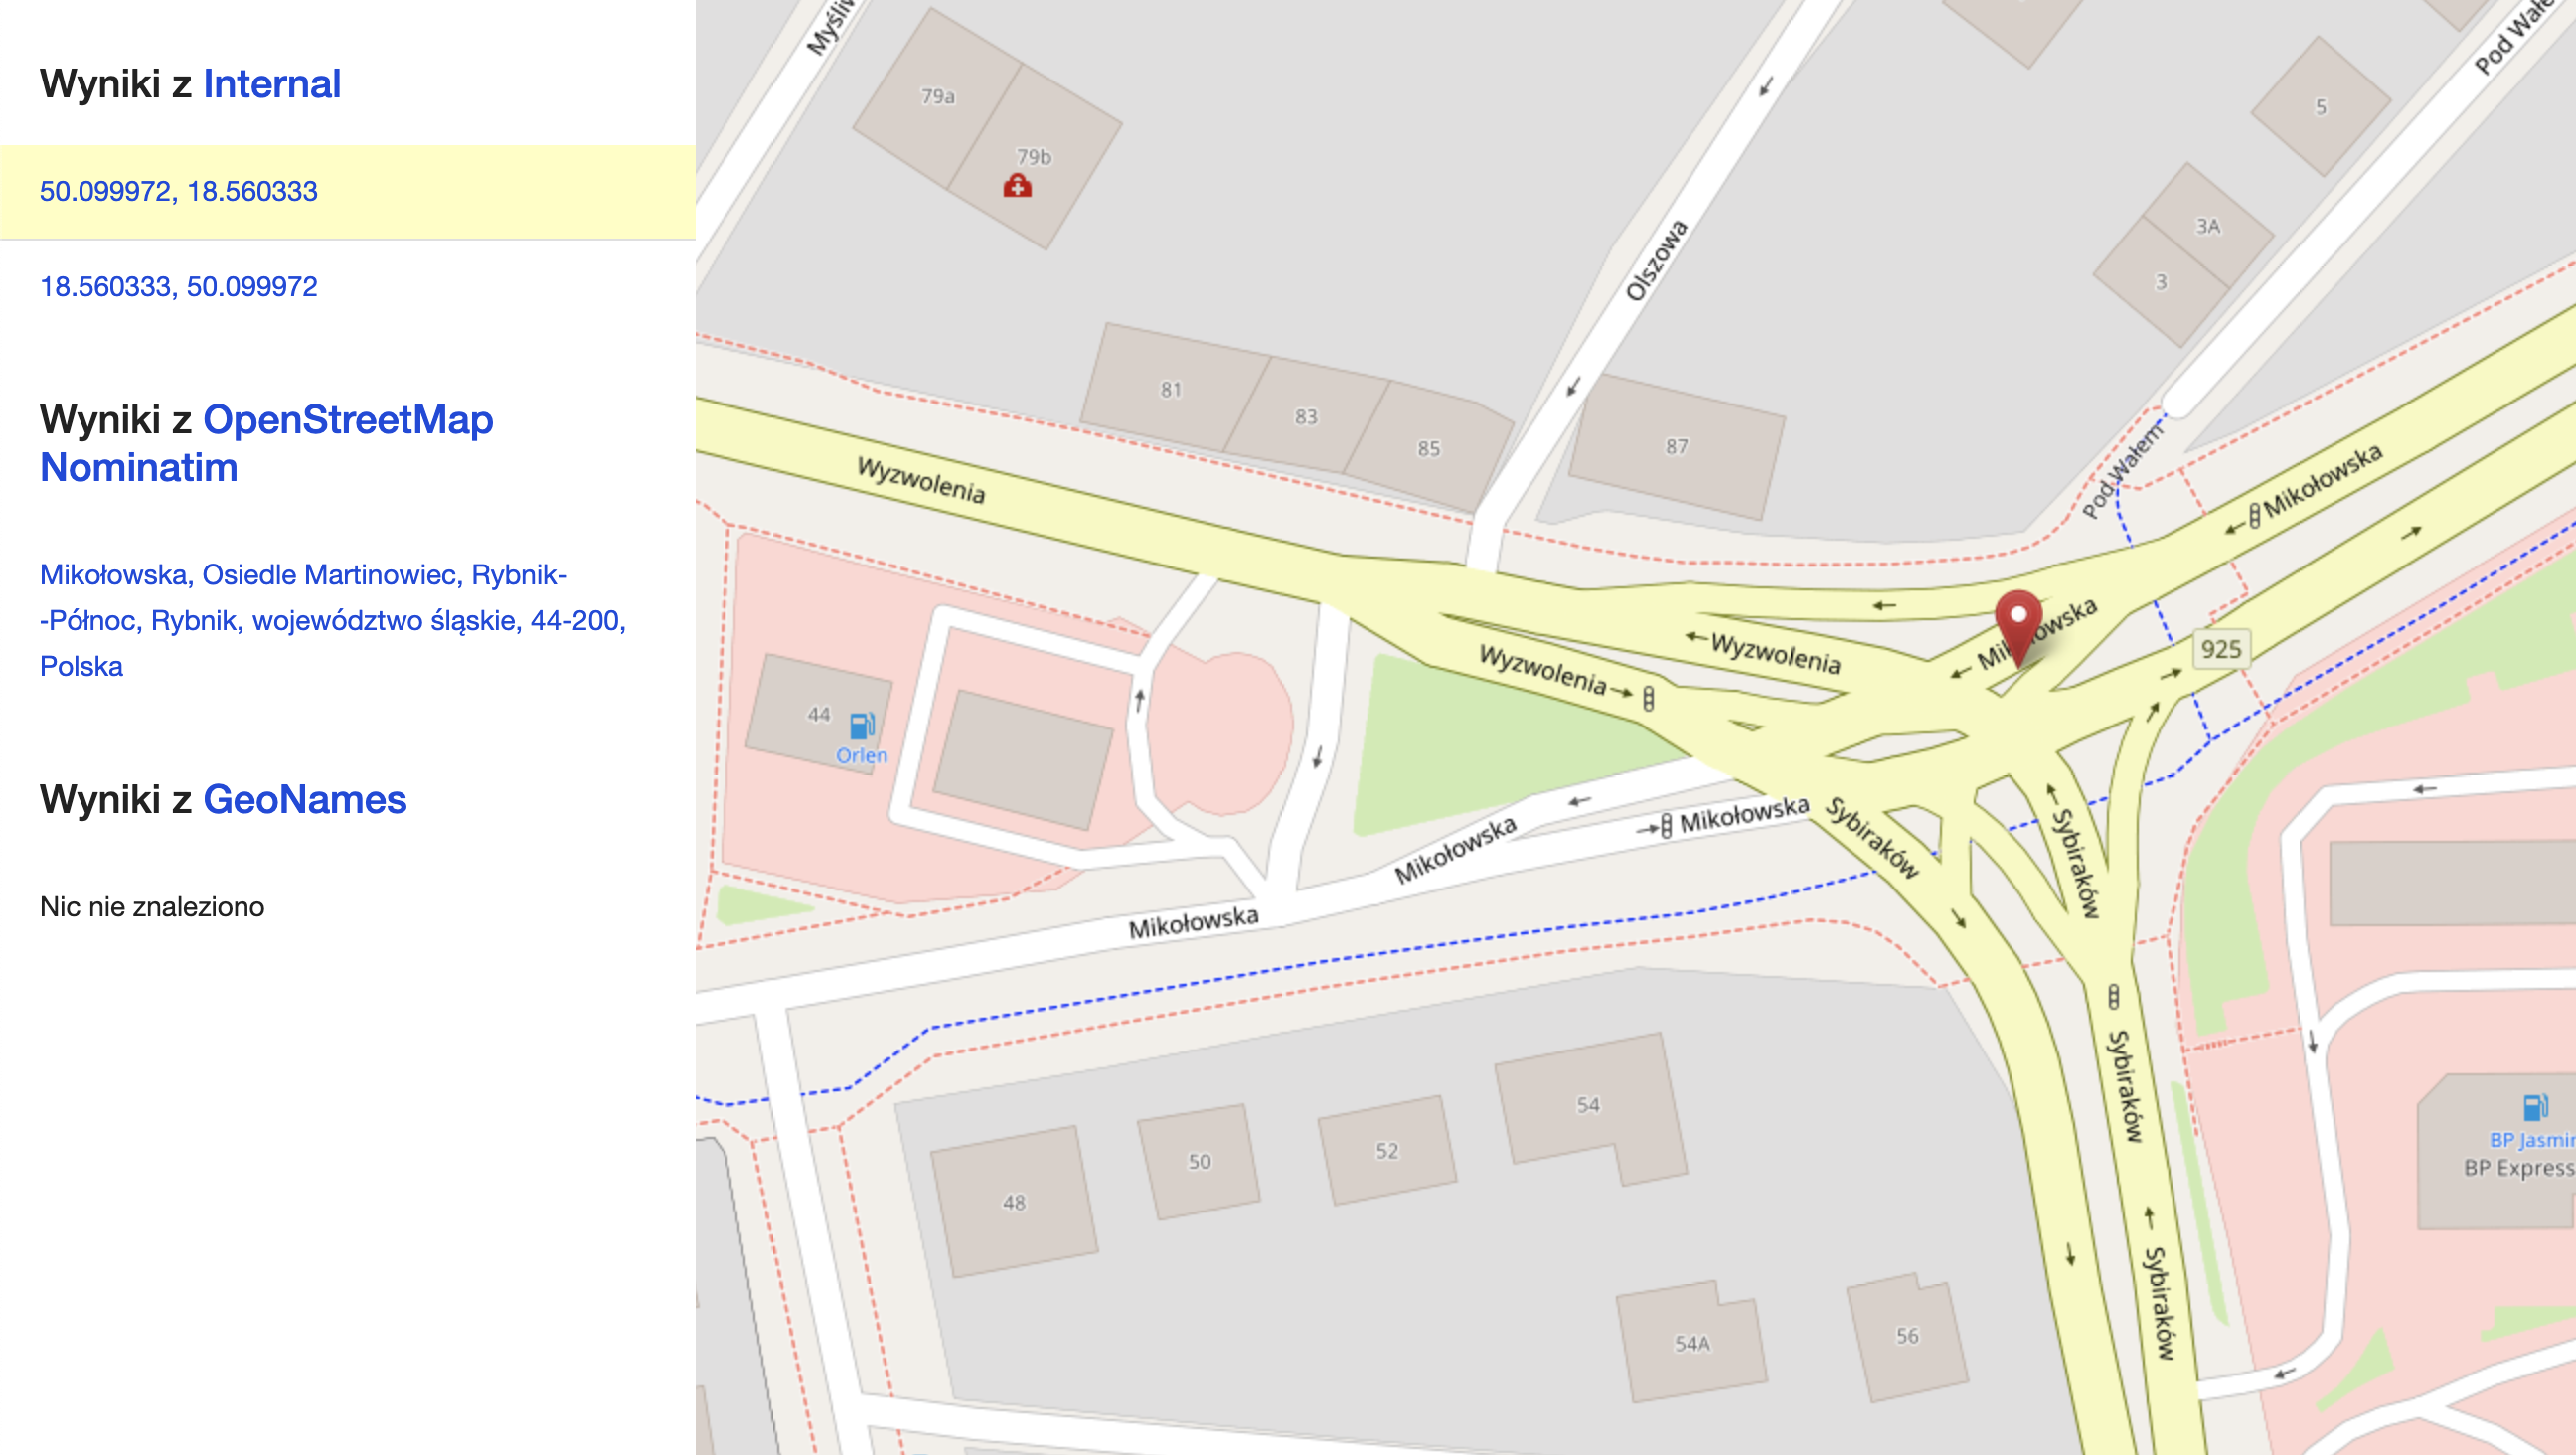 Wyniki z Internal
50.099972, 18.560333
18.560333, 50.099972
Wyniki z OpenStreetMap
Nominatim
Mikołowska, Osiedle Martinowiec, Rybnik-
-Północ, Rybnik, województwo śląskie, 44-200,
Polska
Wyniki z GeoNames
Nic nie znaleziono
79a
79b
Olszowa
5
3A
3
81
83
85
87
Wyzwolenia
Pod Wałem
Mikołowska
Wyzwolenia
Wyzwolenia
925
44
Orlen
Mikołowska
Mikołowska
Sybiraków
Sybiraków
Mikołowska
Sybiraków
Sybiraków
48
50
52
54
54A
56
BP Express